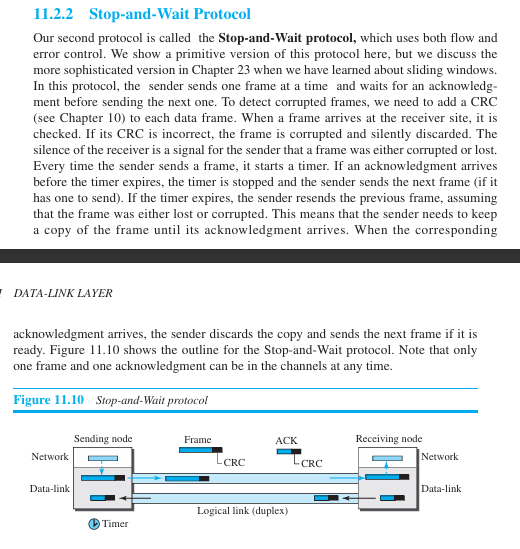 11.2.2 Stop-and-Wait Protocol
Our second protocol is called the Stop-and-Wait protocol, which uses both flow and
error control. We show a primitive version of this protocol here, but we discuss the
more sophisticated version in Chapter 23 when we have learned about sliding windows.
In this protocol, the sender sends one frame at a time and waits for an acknowledg-
ment before sending the next one. To detect corrupted frames, we need to add a CRC
(see Chapter 10) to each data frame. When a frame arrives at the receiver site, it is
checked. If its CRC is incorrect, the frame is corrupted and silently discarded. The
silence of the receiver is a signal for the sender that a frame was either corrupted or lost.
Every time the sender sends a frame, it starts a timer. If an acknowledgment arrives
before the timer expires, the timer is stopped and the sender sends the next frame (if it
has one to send). If the timer expires, the sender resends the previous frame, assuming
that the frame was either lost or corrupted. This means that the sender needs to keep
a copy of the frame until its acknowledgment arrives. When the corresponding
DATA-LINK LAYER
acknowledgment arrives, the sender discards the copy and sends the next frame if it is
ready. Figure 11.10 shows the outline for the Stop-and-Wait protocol. Note that only
one frame and one acknowledgment can be in the channels at any time.
Figure 11.10 Stop-and-Wait protocol
Sending node Frame ACK Receiving node
Network CRC CRC Network
Data-link Data-link
Logical link (duplex)
Timer